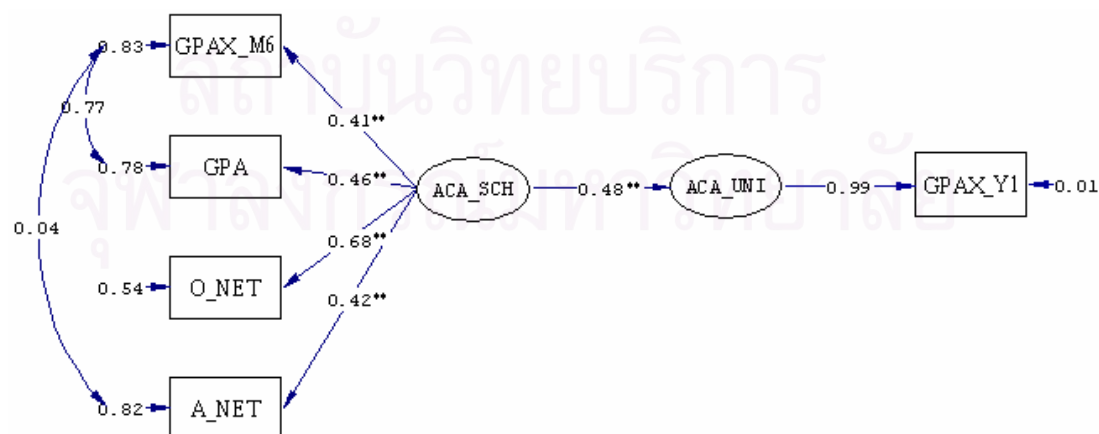 0.83 GPAX_M6
0.77
0.41**
0.78 GPA
0.46**
ACA_SCH 0.48** ACA_UNI 0.99 GPAX_Y1 0.01
0.04
0.68**
0.54 O_NET
0.42**
0.82 A_NET
สถาบันวิทยบริการ
จุฬาลงกรณ์มหาวิทยาลัย